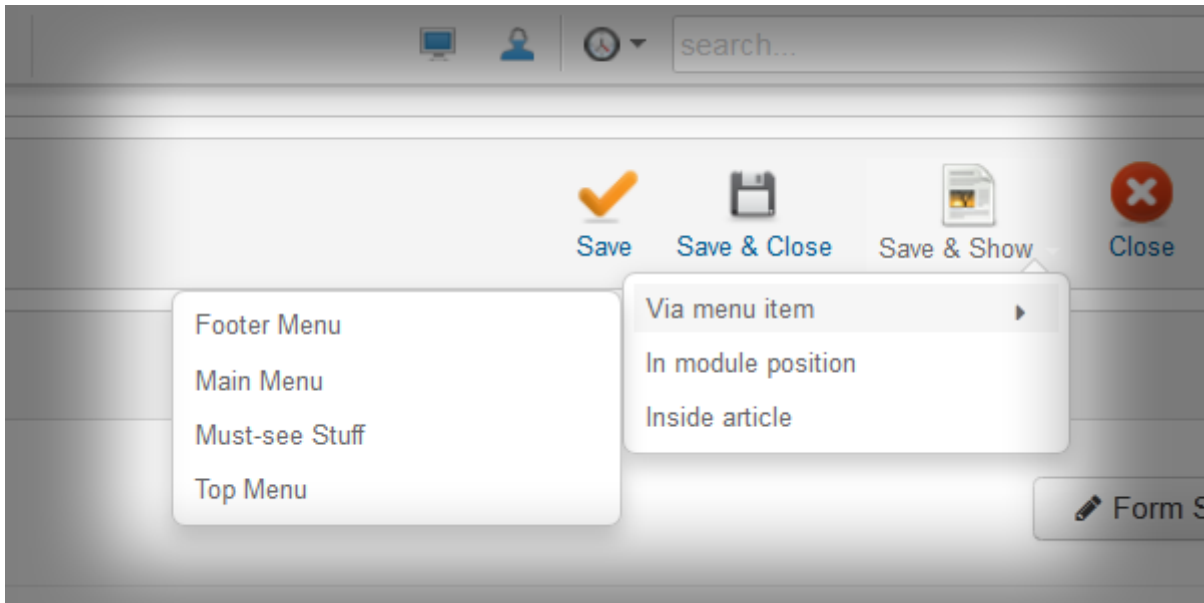 search...
Save
Save & Close
Save & Show
Close
Via menu item
In module position
Inside article
Footer Menu
Main Menu
Must-see Stuff
Top Menu
Form S